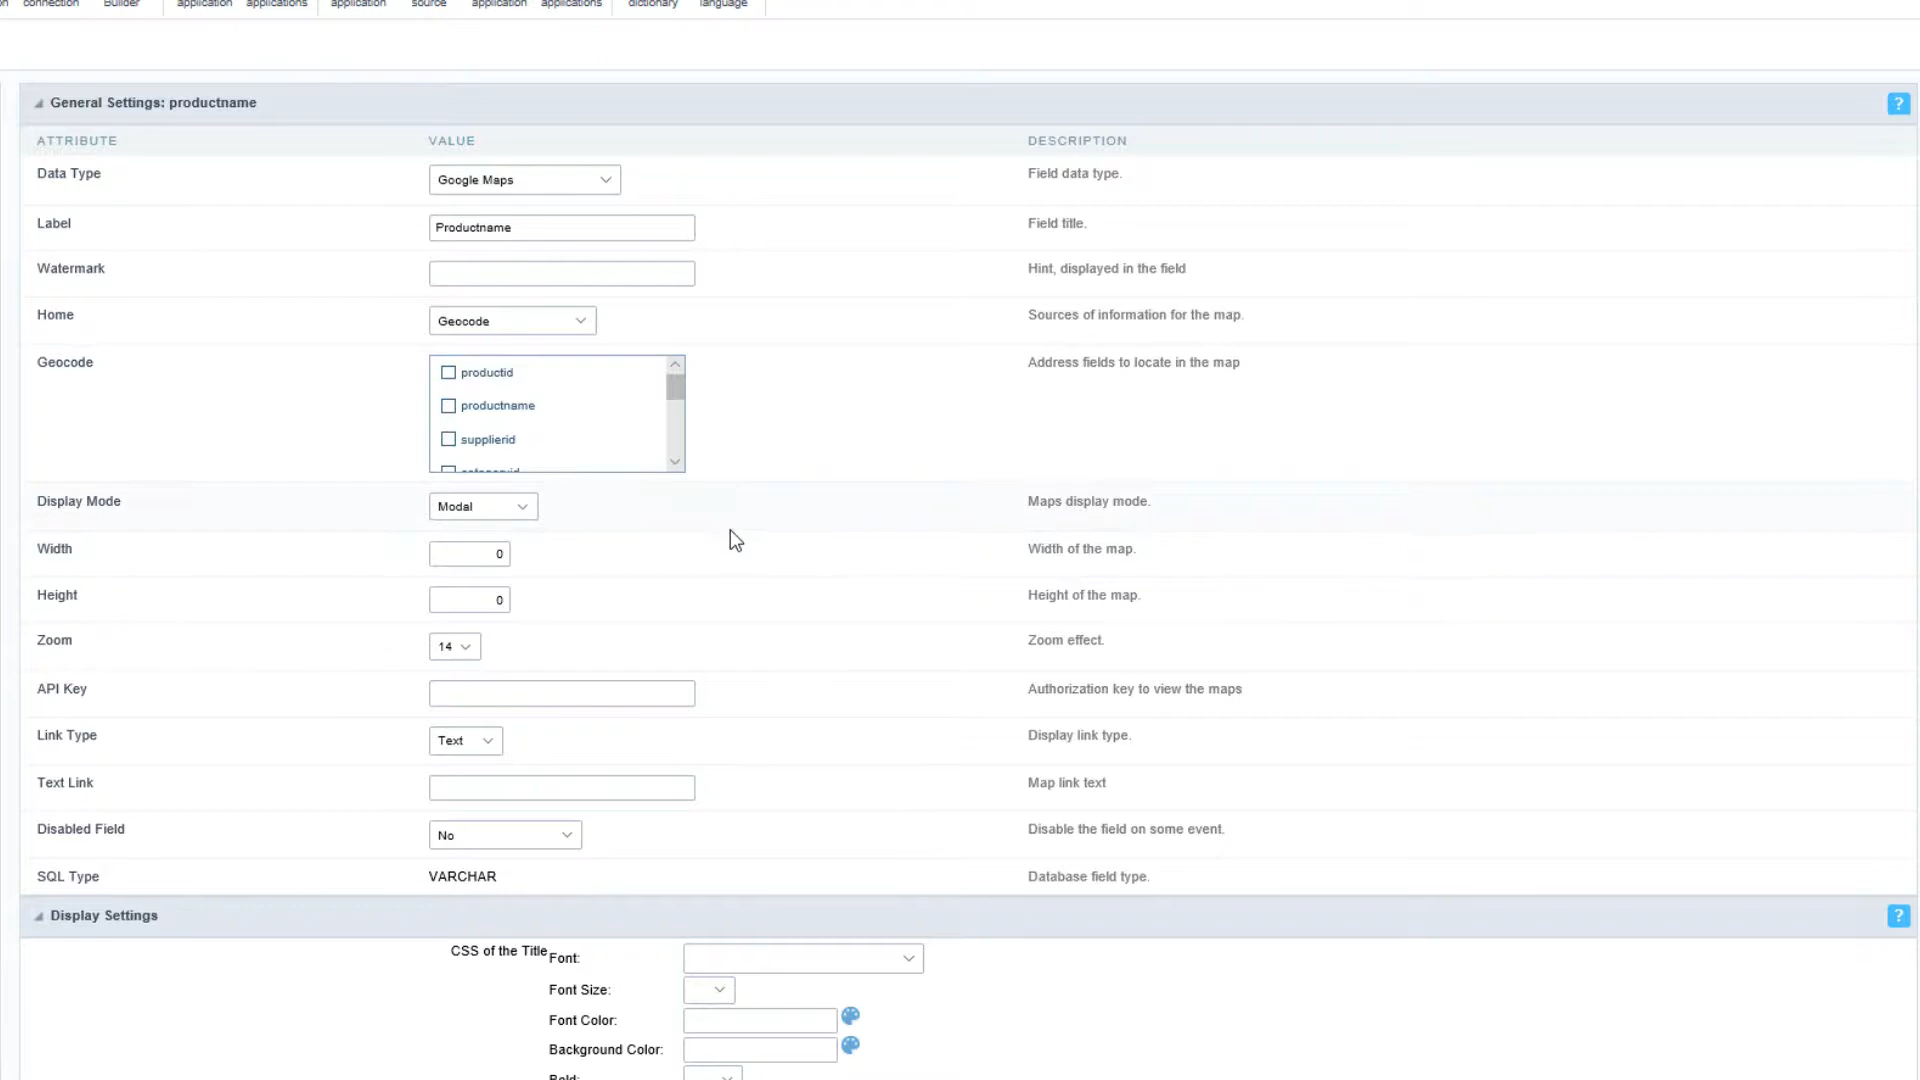 connection Builder application applications application source application applications dictionary language
General Settings: productname
?
ATTRIBUTE VALUE DESCRIPTION
Data Type Google Maps Field data type.
Label Productname Field title.
Watermark Hint, displayed in the field
Home Geocode Sources of information for the map.
Geocode productid Address fields to locate in the map
productname
supplierid
Display Mode Modal Maps display mode.
Width 0 Width of the map.
Height 0 Height of the map.
Zoom 14 Zoom effect.
API Key Authorization key to view the maps
Link Type Text Display link type.
Text Link Map link text
Disabled Field No Disable the field on some event.
SQL Type VARCHAR Database field type.
Display Settings
?
CSS of the Title Font:
Font Size:
Font Color:
Background Color:
Bold: